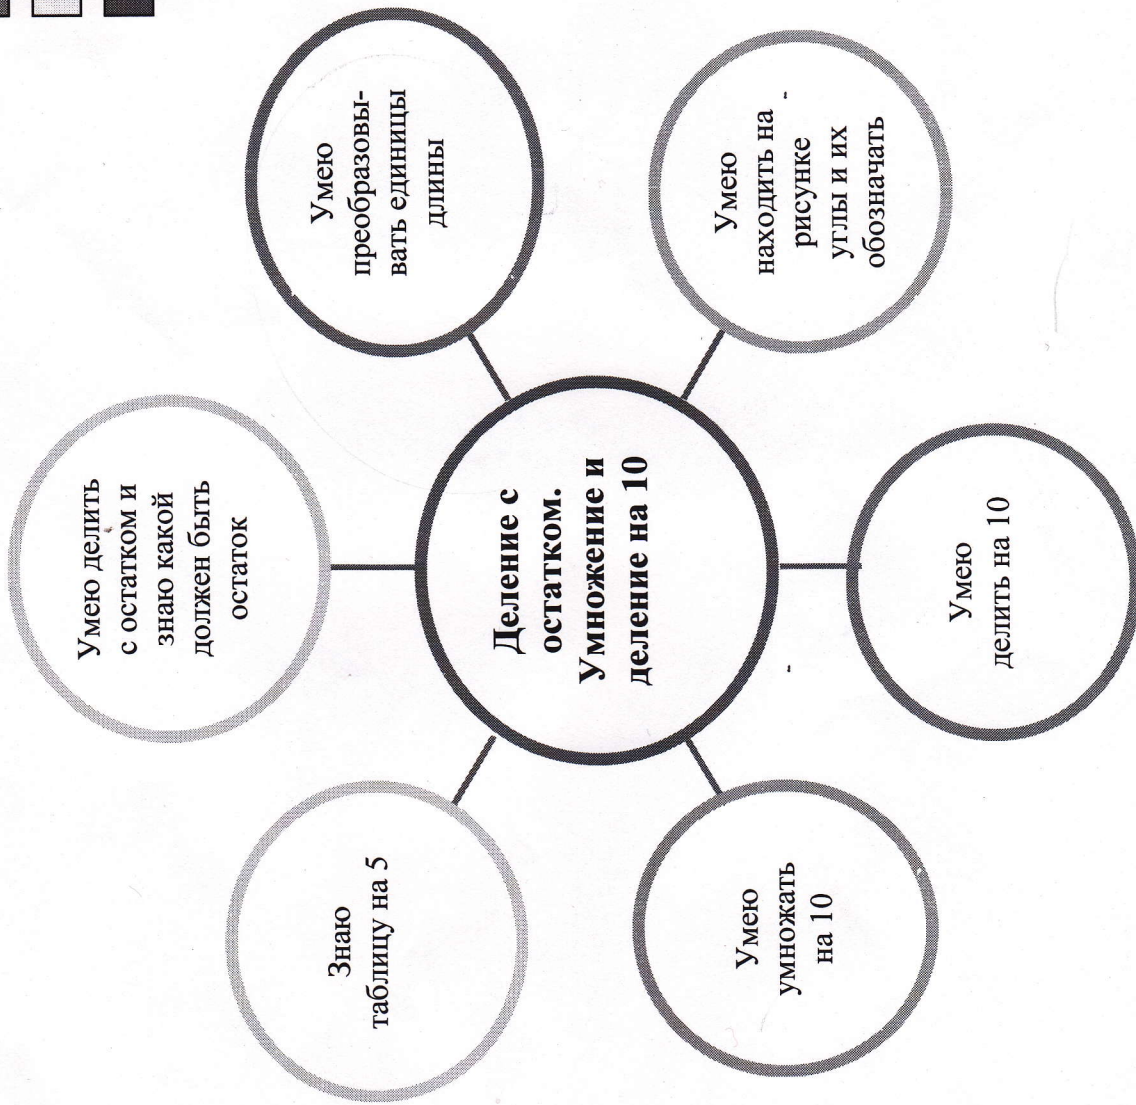 Умею делить
с остатком и
знаю какой
должен быть
остаток
Умею
преобразовы-
вать единицы
длины
Умею
находить на
рисунке
углы и их
обозначать
Умею
делить на 10
Умею
умножать
на 10
Знаю
таблицу на 5
Деление с
остатком.
Умножение и
деление на 10